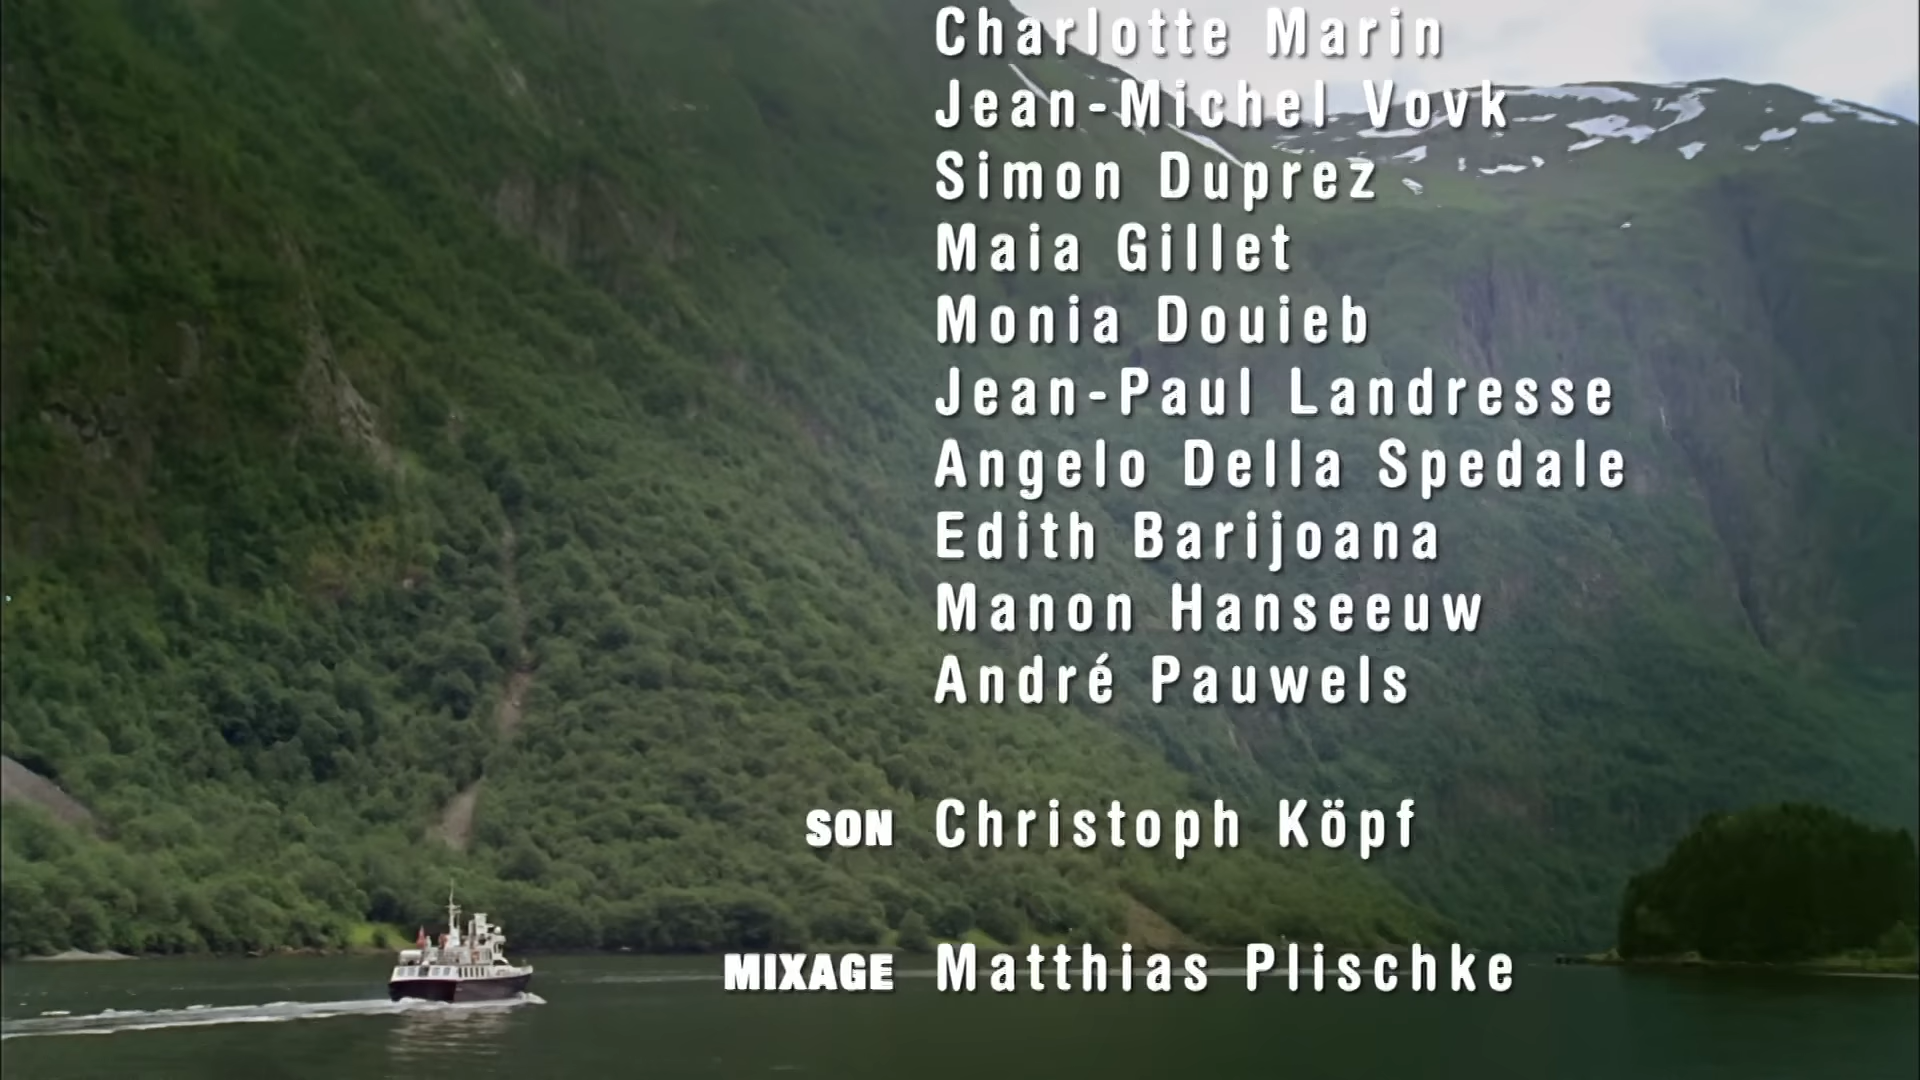 Charlotte Marin
Jean-Michel Vovk
Simon Duprez
Maia Gillet
Monia Douieb
Jean-Paul Landresse
Angelo Della Spedale
Edith Barijoana
Manon Hanseeuw
André Pauwels
SON Christoph Köpf
MIXAGE Matthias Plischke